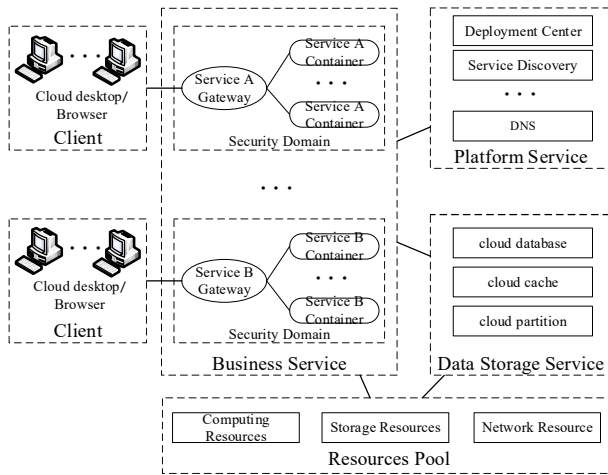 Cloud desktop/
Browser
Client
Service A
Gateway
Service A
Container
. . .
Service A
Container
Security Domain
. . .
Cloud desktop/
Browser
Client
Service B
Gateway
Service B
Container
. . .
Service B
Container
Security Domain
Business Service
Deployment Center
Service Discovery
. . .
DNS
Platform Service
cloud database
cloud cache
cloud partition
Data Storage Service
Computing
Resources
Storage Resources
Network Resource
Resources Pool